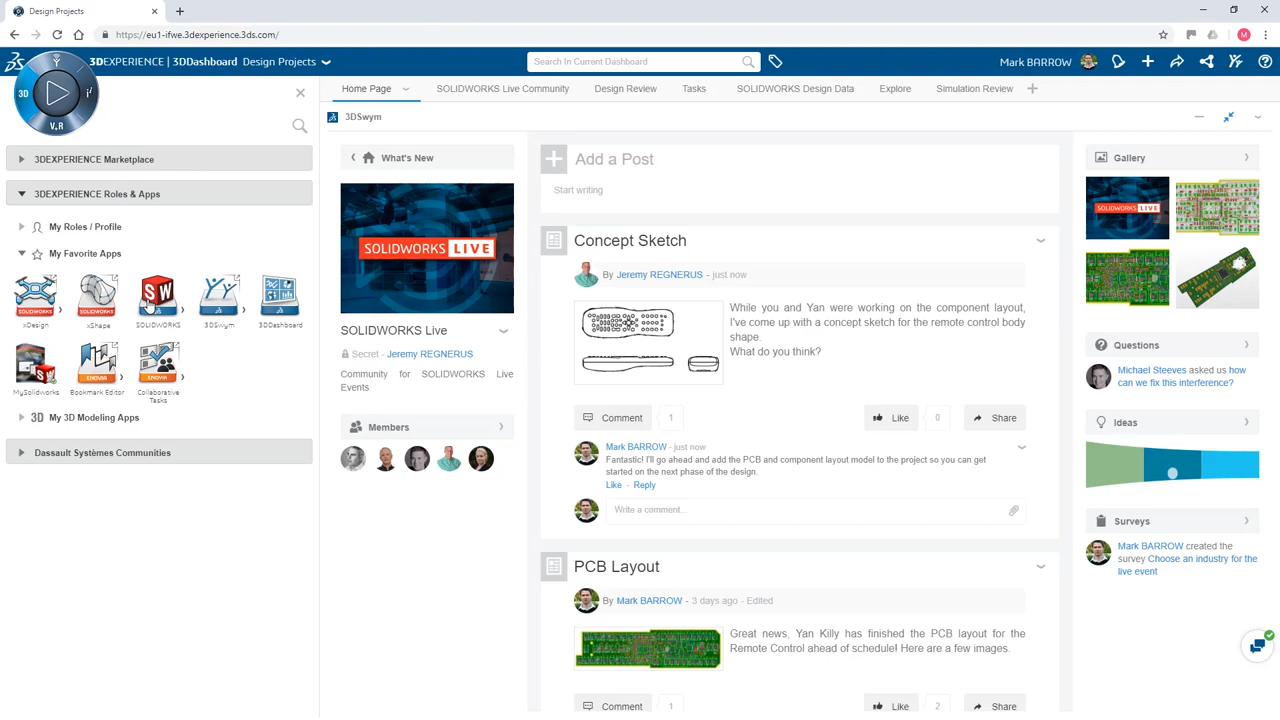 Design Projects
https://eu1-ifwe.3dexperience.3ds.com/
M
3DEXPERIENCE | 3DDashboard Design Projects
Search In Current Dashboard
Mark BARROW
3D
V.R
Home Page
SOLIDWORKS Live Community
Design Review
Tasks
SOLIDWORKS Design Data
Explore
Simulation Review
3DSwym
3DEXPERIENCE Marketplace
3DEXPERIENCE Roles & Apps
My Roles / Profile
My Favorite Apps
xDesign
xShape
SOLIDWORKS
3DSwym
3DDashboard
MySolidworks
Bookmark Editor
Collaborative
Tasks
My 3D Modeling Apps
Dassault Systèmes Communities
What's New
SOLIDWORKS LIVE
SOLIDWORKS Live
Secret - Jeremy REGNERUS
Community for SOLIDWORKS Live
Events
Members
Add a Post
Start writing
Concept Sketch
By Jeremy REGNERUS - just now
While you and Yan were working on the component layout,
I've come up with a concept sketch for the remote control body
shape.
What do you think?
Comment 1
Like 0
Share
Mark BARROW - just now
Fantastic! I'll go ahead and add the PCB and component layout model to the project so you can get
started on the next phase of the design.
Like - Reply
Write a comment...
PCB Layout
By Mark BARROW - 3 days ago - Edited
Great news, Yan Killy has finished the PCB layout for the
Remote Control ahead of schedule! Here are a few images.
Comment 1
Like 2
Share
Gallery
SOLIDWORKS LIVE
Questions
Michael Steeves asked us how
can we fix this interference?
Ideas
Surveys
Mark BARROW created the
survey Choose an industry for the
live event